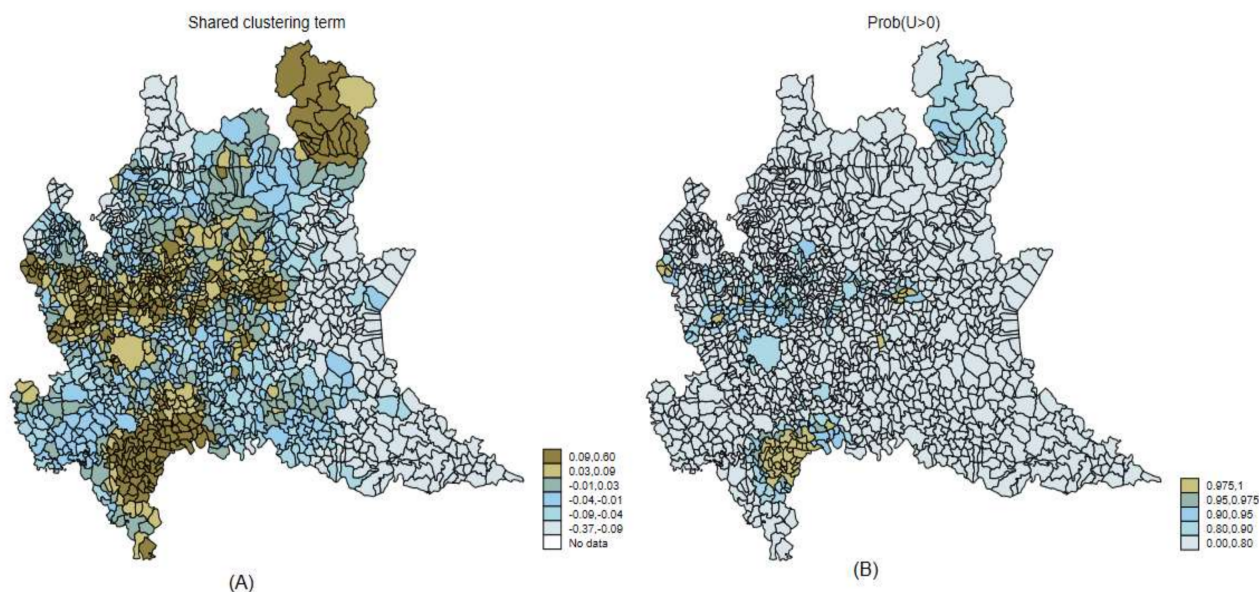 Shared clustering term
0.09,0.60
0.03,0.09
-0.01,0.03
-0.04,-0.01
-0.09,-0.04
-0.37,-0.09
No data
(A)
Prob(U>0)
0.975,1
0.95,0.975
0.90,0.95
0.80,0.90
0.00,0.80
(B)